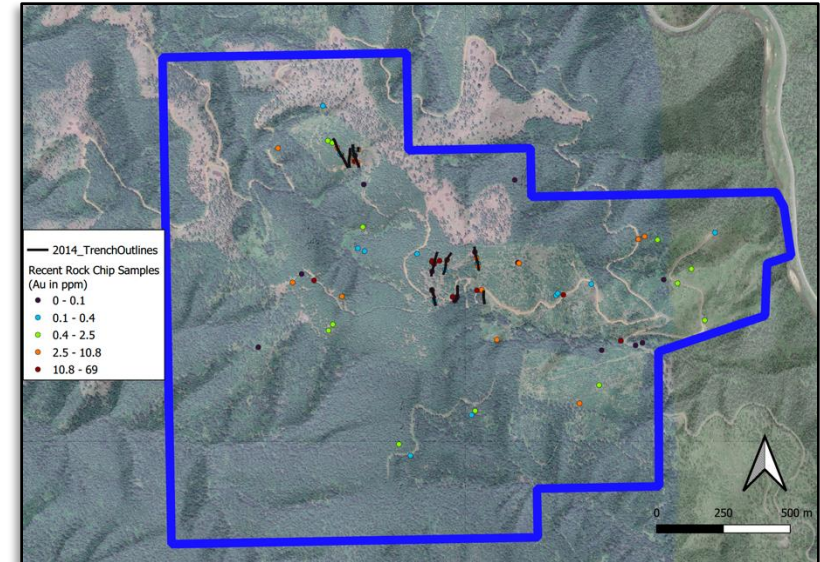 2014_TrenchOutlines
Recent Rock Chip Samples
(Au in ppm)
0 - 0.1
0.1 - 0.4
0.4 - 2.5
2.5 - 10.8
10.8 - 69
0 250 500 m